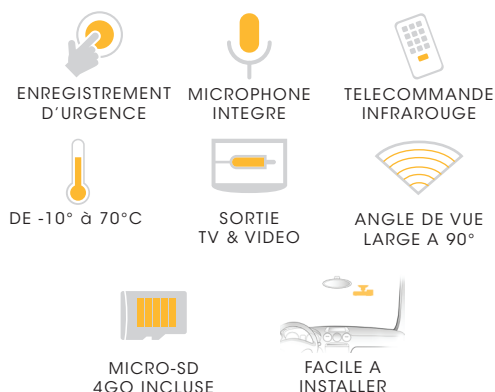 ENREGISTREMENT
D'URGENCE
MICROPHONE
INTEGRE
TELECOMMANDE
INFRAROUGE
DE -10° à 70°C
SORTIE
TV & VIDEO
ANGLE DE VUE
LARGE A 90°
MICRO-SD
4GO INCLUSE
FACILE A
INSTALLER